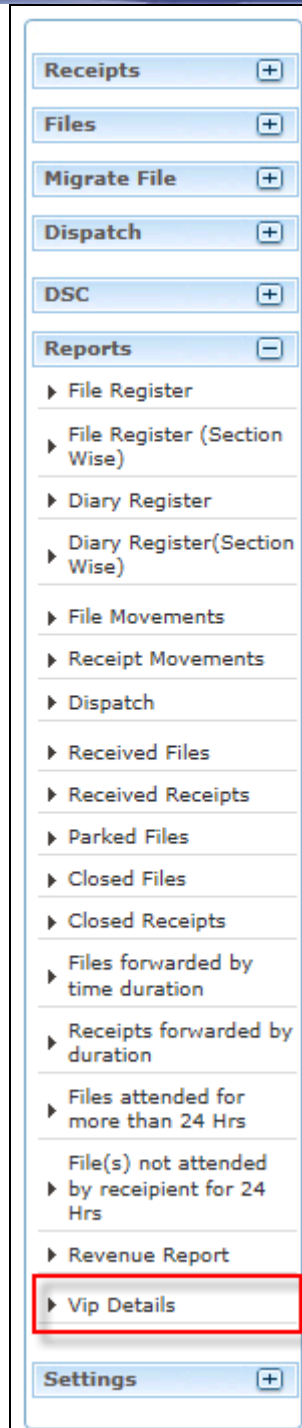 Receipts
Files
Migrate File
Dispatch
DSC
Reports
File Register
File Register (Section
Wise)
Diary Register
Diary Register(Section
Wise)
File Movements
Receipt Movements
Dispatch
Received Files
Received Receipts
Parked Files
Closed Files
Closed Receipts
Files forwarded by
time duration
Receipts forwarded by
duration
Files attended for
more than 24 Hrs
File(s) not attended
by receipient for 24
Hrs
Revenue Report
Vip Details
Settings